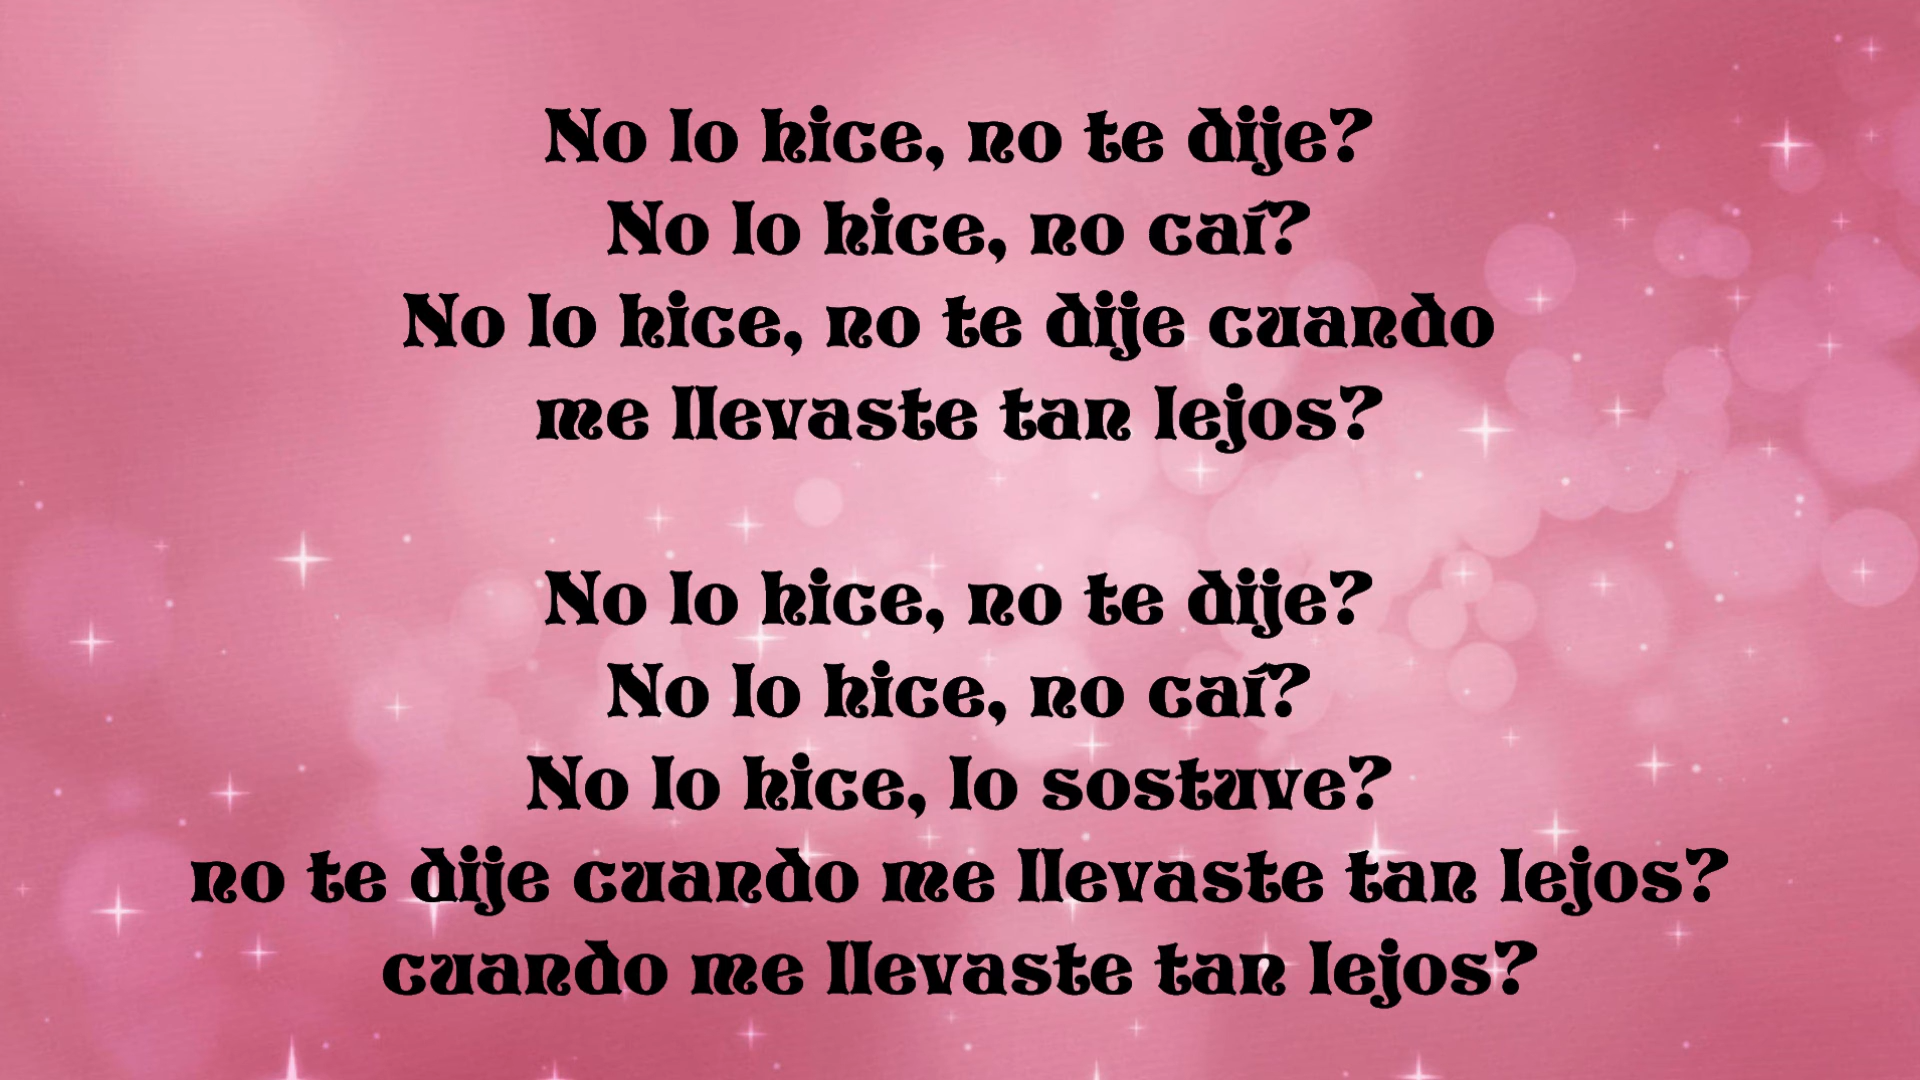 No lo hice, no te dije?
No lo hice, no caí?
No lo hice, no te dije cuando
me llevaste tan lejos?
No lo hice, no te dije?
No lo hice, no caí?
No lo hice, lo sostuve?
no te dije cuando me llevaste tan lejos?
cuando me llevaste tan lejos?